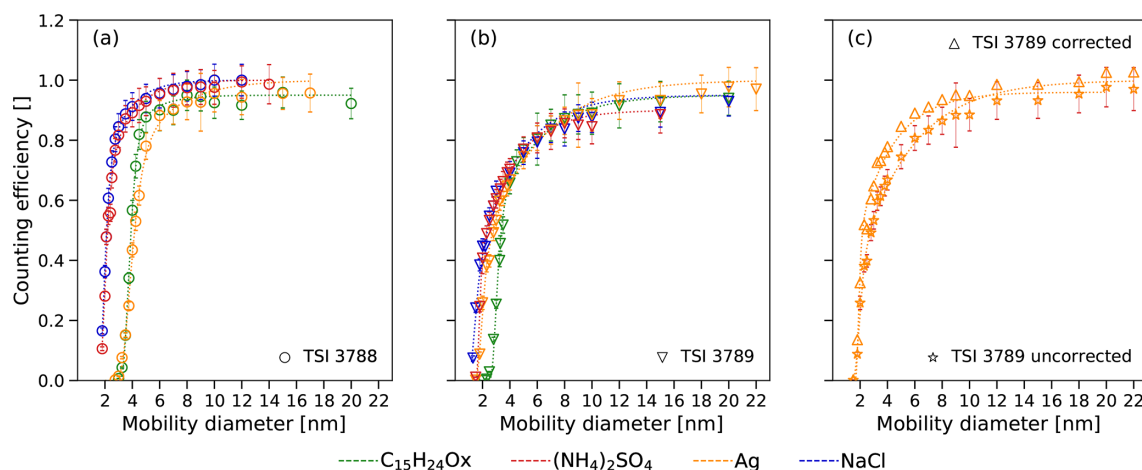 (a) (b) (c)
TSI 3789 corrected
1.2
1.0
0.8
0.6
0.4
0.2
0.0
Counting efficiency []
TSI 3788 TSI 3789 TSI 3789 uncorrected
2 4 6 8 10 12 14 16 18 20 22 2 4 6 8 10 12 14 16 18 20 22 2 4 6 8 10 12 14 16 18 20 22
Mobility diameter [nm] Mobility diameter [nm] Mobility diameter [nm]
C₁₅H₂₄Ox (NH₄)₂SO₄ Ag NaCl